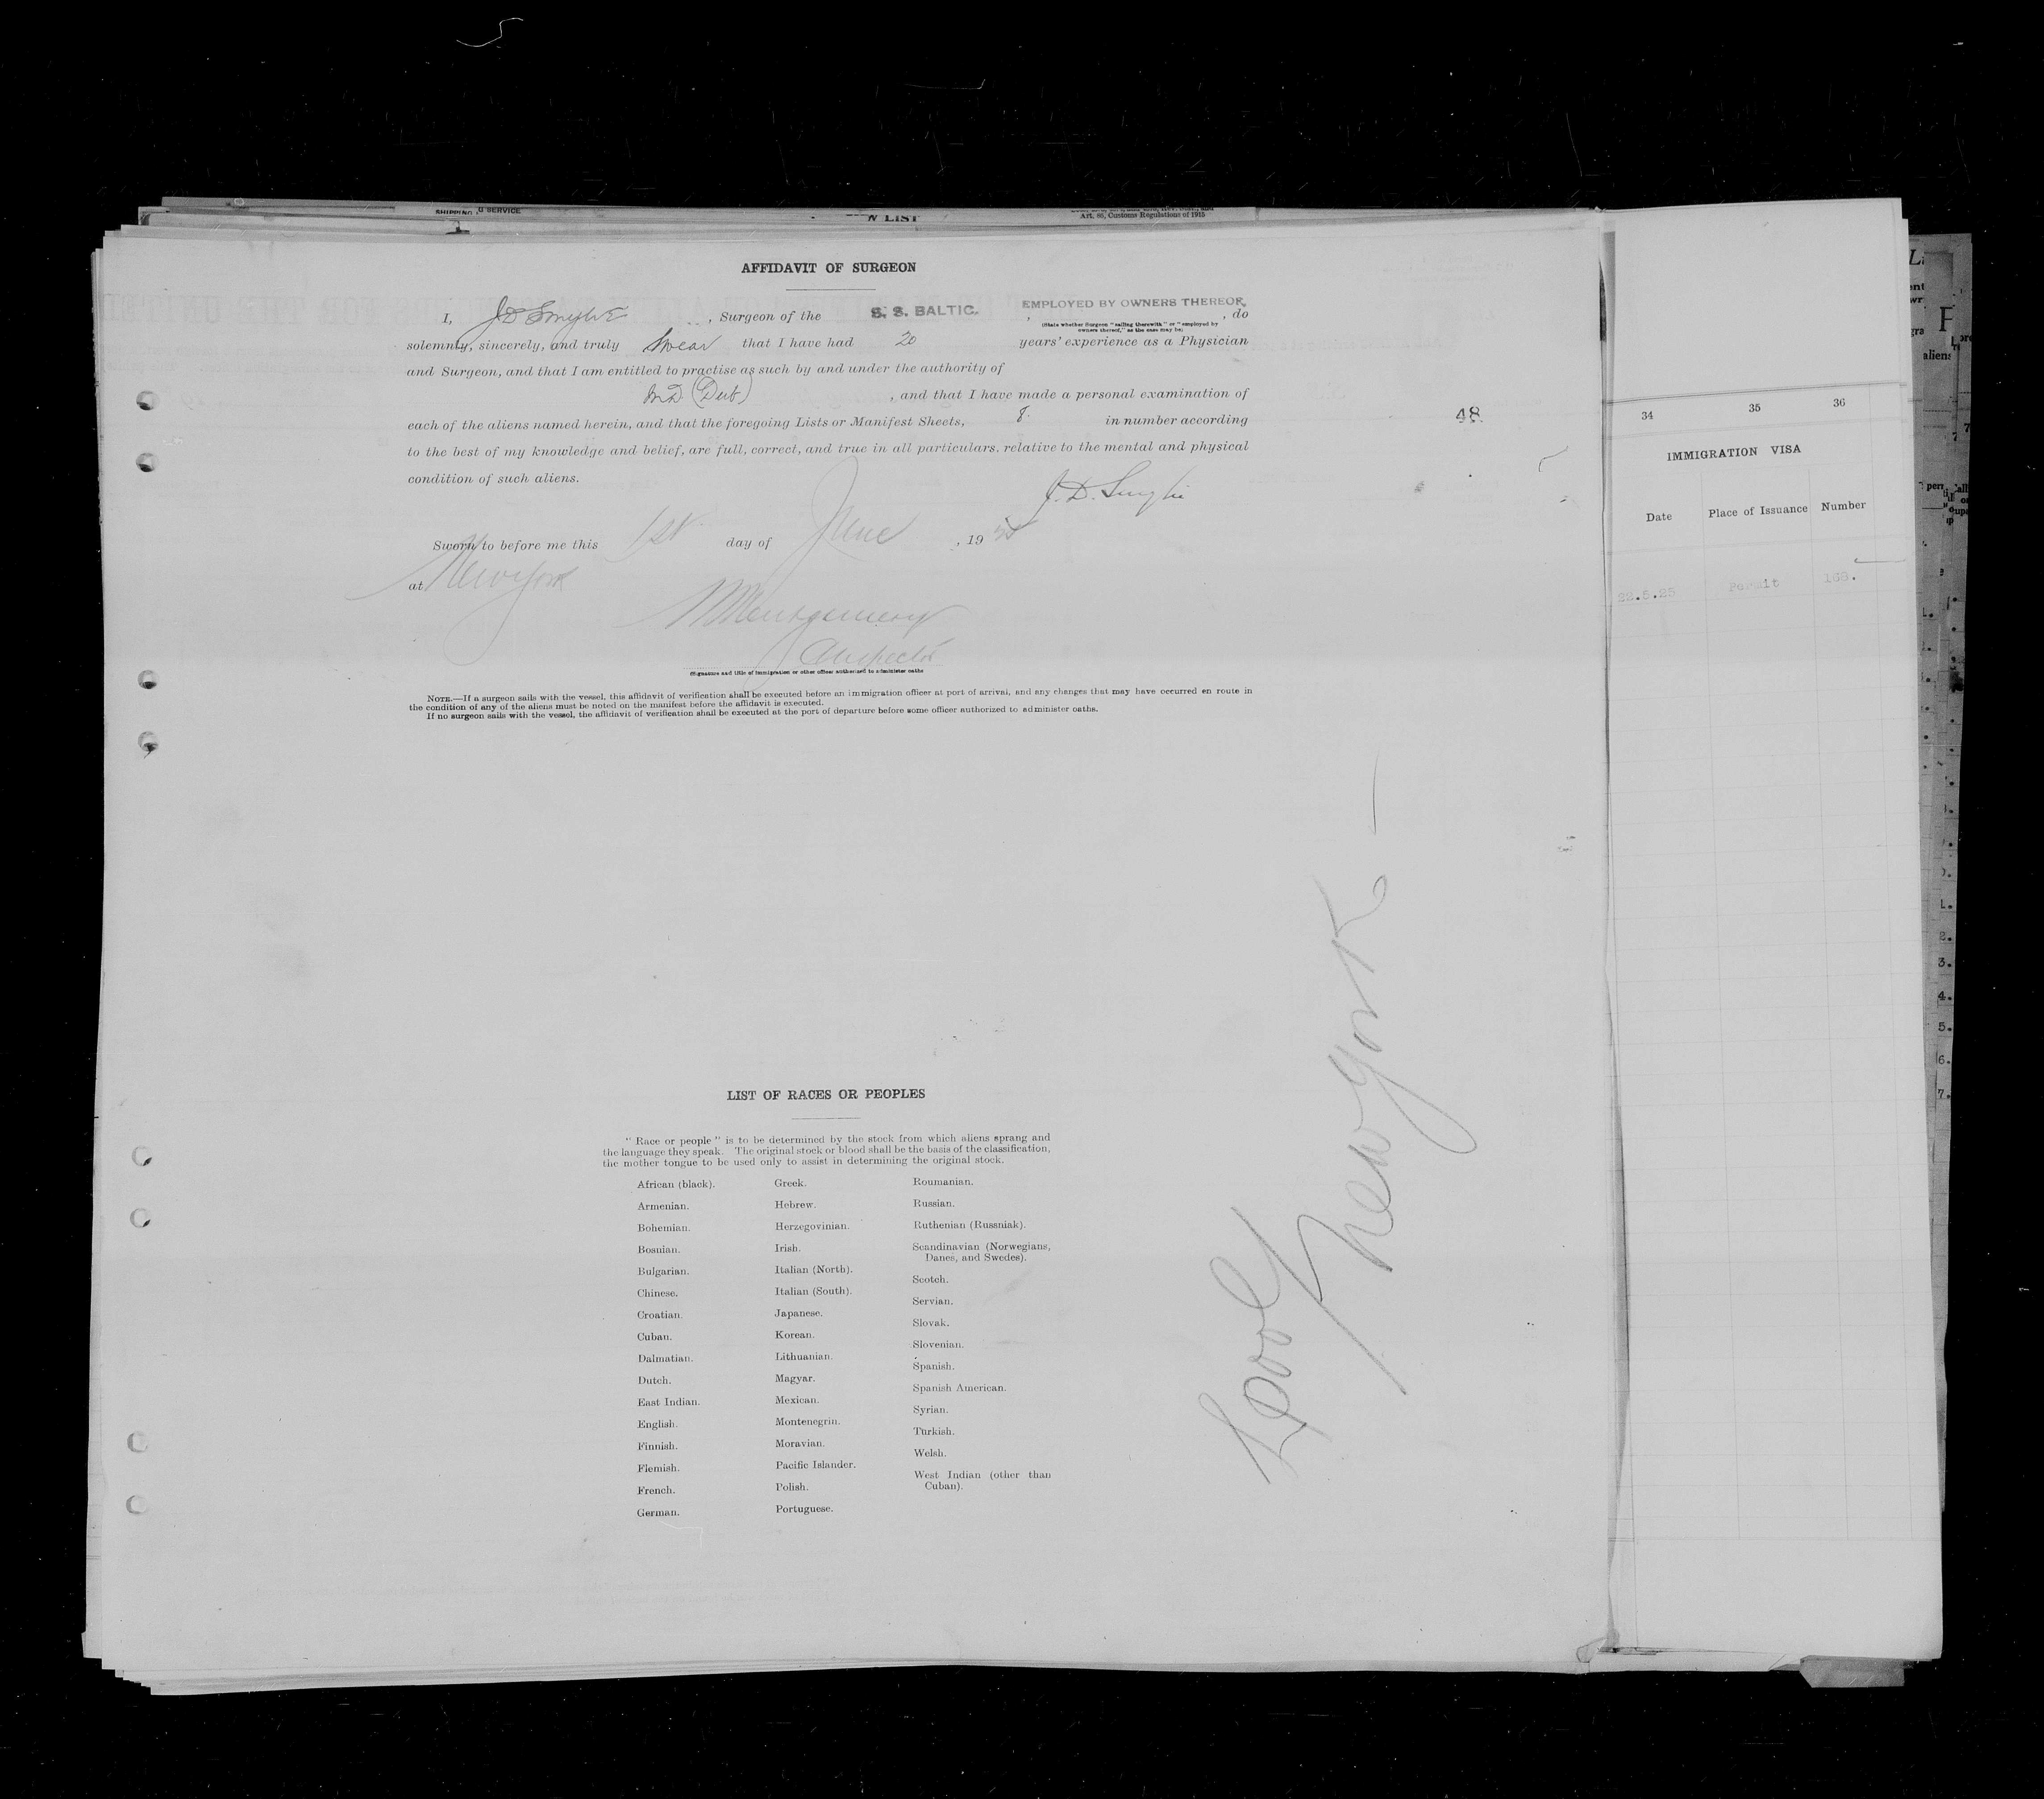 SHIPPING
G SERVICE
W LIST
Art. 86, Customs Regulations of 1915
AFFIDAVIT OF SURGEON
I, J D Smythe, Surgeon of the S. S. BALTIC. , EMPLOYED BY OWNERS THEREOF, , do
(State whether Surgeon "sailing therewith" or "employed by
owners thereof," as the case may be)
solemnly, sincerely, and truly swear that I have had 20 years' experience as a Physician
and Surgeon, and that I am entitled to practise as such by and under the authority of
MD (Dub) , and that I have made a personal examination of
each of the aliens named herein, and that the foregoing Lists or Manifest Sheets, 8. in number according
to the best of my knowledge and belief, are full, correct, and true in all particulars, relative to the mental and physical
condition of such aliens.
J. D. Smythe
Sworn to before me this 1st day of June , 19
at New York
Montgomery
Inspector
(Signature and title of immigration or other officer authorized to administer oaths
NOTE.—If a surgeon sails with the vessel, this affidavit of verification shall be executed before an immigration officer at port of arrival, and any changes that may have occurred en route in
the condition of any of the aliens must be noted on the manifest before the affidavit is executed.
If no surgeon sails with the vessel, the affidavit of verification shall be executed at the port of departure before some officer authorized to administer oaths.
48
34 35 36
IMMIGRATION VISA
Date Place of Issuance Number
22.5.25 Permit 168.
LIST OF RACES OR PEOPLES
" Race or people " is to be determined by the stock from which aliens sprang and
the language they speak. The original stock or blood shall be the basis of the classification,
the mother tongue to be used only to assist in determining the original stock.
African (black).
Armenian.
Bohemian.
Bosnian.
Bulgarian.
Chinese.
Croatian.
Cuban.
Dalmatian.
Dutch.
East Indian.
English.
Finnish.
Flemish.
French.
German.
Greek.
Hebrew.
Herzegovinian.
Irish.
Italian (North).
Italian (South).
Japanese.
Korean.
Lithuanian.
Magyar.
Mexican.
Montenegrin.
Moravian.
Pacific Islander.
Polish.
Portuguese.
Roumanian.
Russian.
Ruthenian (Russniak).
Scandinavian (Norwegians,
Danes, and Swedes).
Scotch.
Servian.
Slovak.
Slovenian.
Spanish.
Spanish American.
Syrian.
Turkish.
Welsh.
West Indian (other than
Cuban).
Lpool
New York